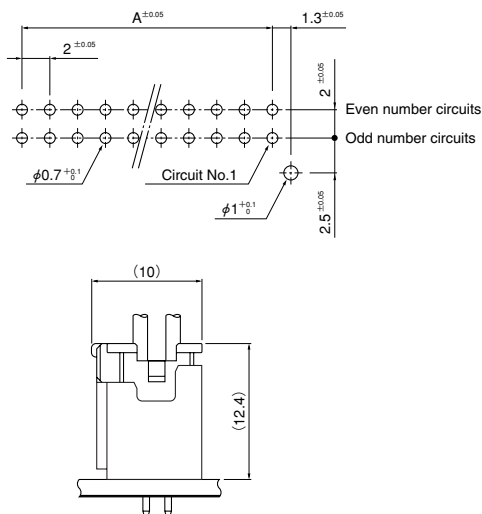 A±0.05
1.3±0.05
2 ±0.05
2 ±0.05
Even number circuits
Odd number circuits
φ0.7 +0.1 0
Circuit No.1
φ1 +0.1 0
2.5 ±0.05
(10)
(12.4)